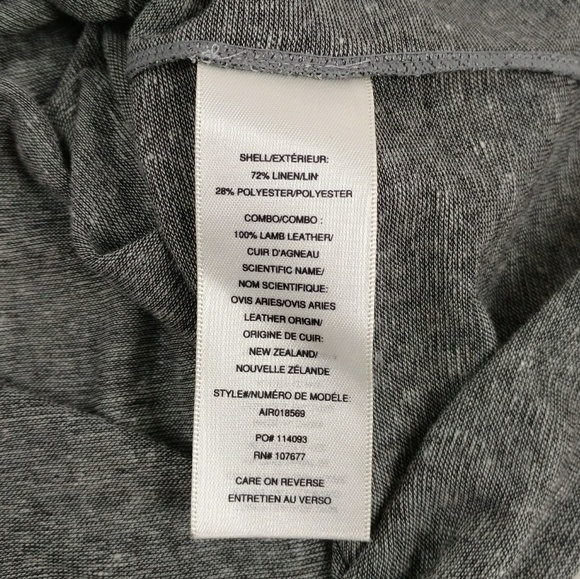 SHELL/EXTÉRIEUR:
72% LINEN/LIN
28% POLYESTER/POLYESTER
COMBO/COMBO :
100% LAMB LEATHER/
CUIR D'AGNEAU
SCIENTIFIC NAME/
NOM SCIENTIFIQUE:
OVIS ARIES/OVIS ARIES
LEATHER ORIGIN/
ORIGINE DE CUIR:
NEW ZEALAND/
NOUVELLE ZÉLANDE
STYLE#/NUMÉRO DE MODÈLE:
AIR018569
PO# 114093
RN# 107677
CARE ON REVERSE
ENTRETIEN AU VERSO